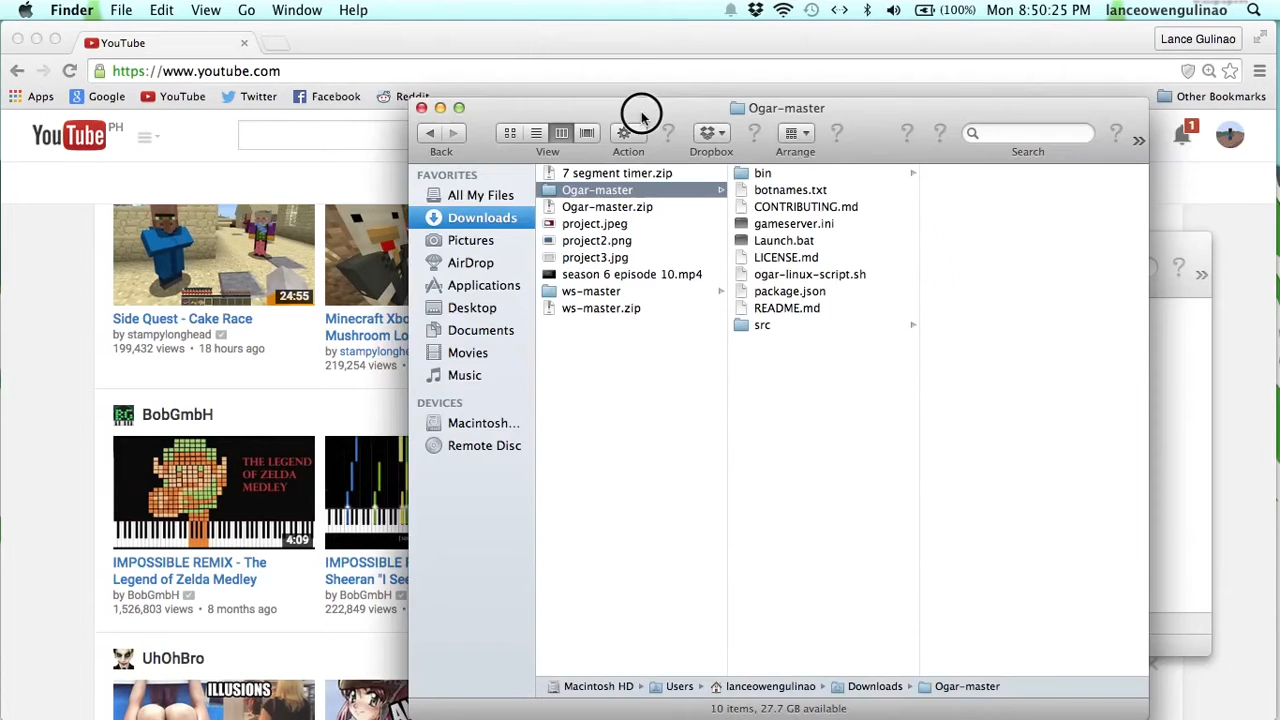 Finder File Edit View Go Window Help (100%) Mon 8:50:25 PM lanceowengulinao
YouTube
Lance Gulinao
https://www.youtube.com
Apps Google YouTube Twitter Facebook Reddit Other Bookmarks
YouTube PH
1
24:55
Side Quest - Cake Race
by stampylonghead
199,432 views • 18 hours ago
Minecraft Xbo
Mushroom Lo
by stampylongh
219,254 views •
BobGmbH
THE LEGEND
OF ZELDA
MEDLEY
4:09
IMPOSSIBLE REMIX - The
Legend of Zelda Medley
by BobGmbH
1,526,803 views • 8 months ago
IMPOSSIBLE
Sheeran "I See
by BobGmbH
222,849 views •
UhOhBro
ILLUSIONS
Ogar-master
Back View Action Dropbox Arrange Search
FAVORITES
All My Files
Downloads
Pictures
AirDrop
Applications
Desktop
Documents
Movies
Music
DEVICES
Macintosh...
Remote Disc
7 segment timer.zip
Ogar-master
Ogar-master.zip
project.jpeg
project2.png
project3.jpg
season 6 episode 10.mp4
ws-master
ws-master.zip
bin
botnames.txt
CONTRIBUTING.md
gameserver.ini
Launch.bat
LICENSE.md
ogar-linux-script.sh
package.json
README.md
src
Macintosh HD Users lanceowengulinao Downloads Ogar-master
10 items, 27.7 GB available